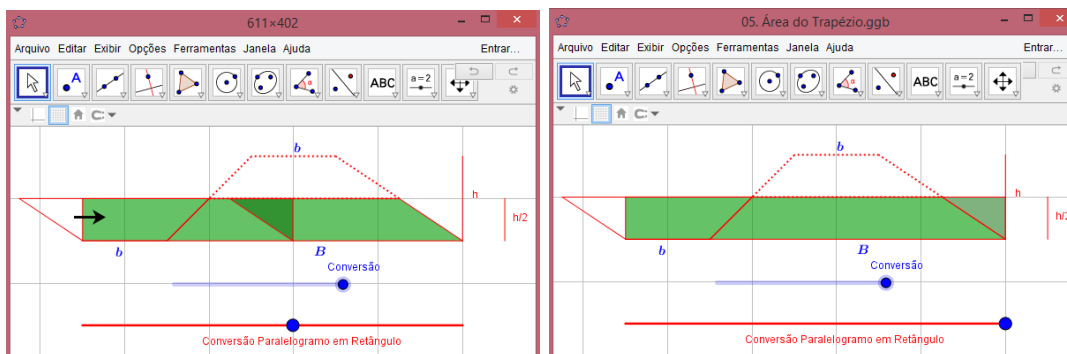 611×402
Arquivo Editar Exibir Opções Ferramentas Janela Ajuda Entrar...
A α ABC a=2
b
h
h/2
b B
Conversão
Conversão Paralelogramo em Retângulo
05. Área do Trapézio.ggb
Arquivo Editar Exibir Opções Ferramentas Janela Ajuda Entrar...
A α ABC a=2
b
h
h/2
b B
Conversão
Conversão Paralelogramo em Retângulo